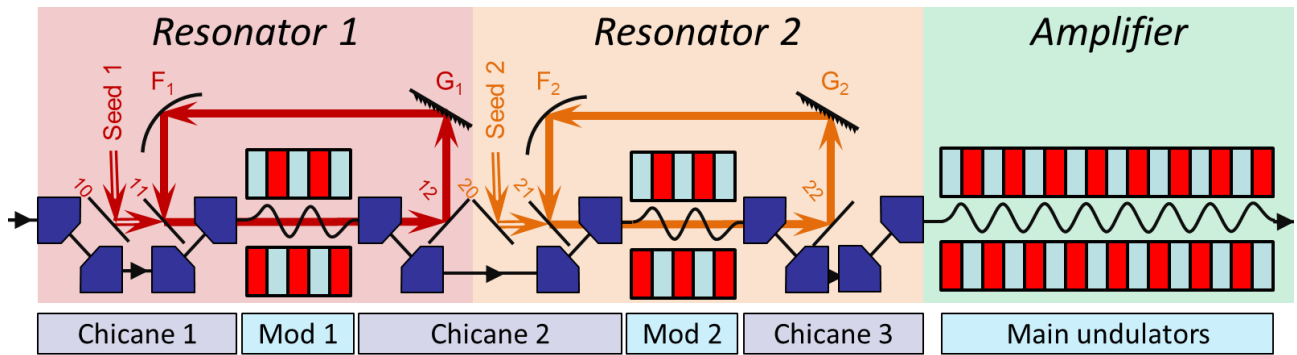 Resonator 1
Resonator 2
Amplifier
Seed 1
F1
G1
Seed 2
F2
G2
10
11
12
20
21
22
Chicane 1
Mod 1
Chicane 2
Mod 2
Chicane 3
Main undulators